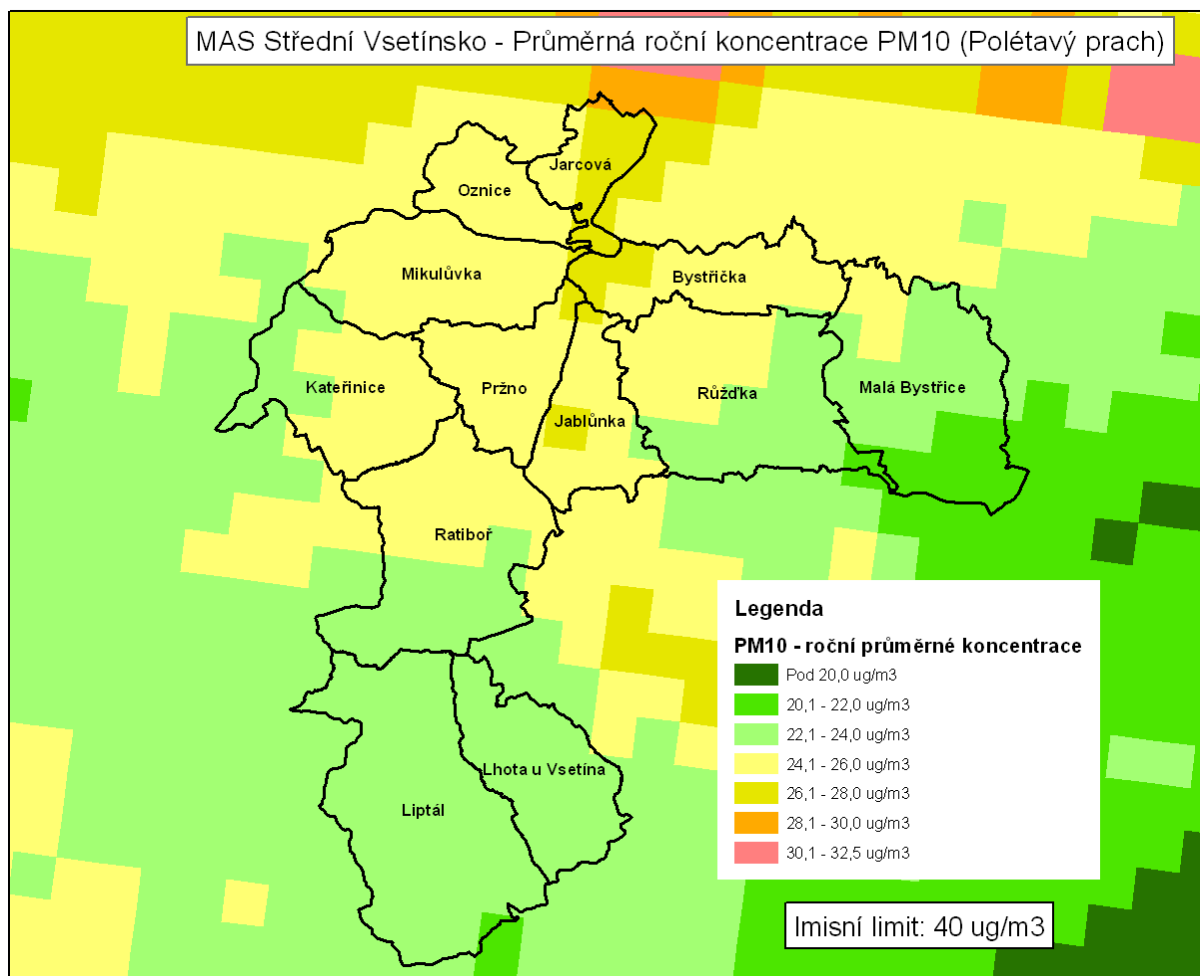 MAS Střední Vsetínsko - Průměrná roční koncentrace PM10 (Polétavý prach)
Jarcová
Oznice
Mikulůvka
Bystřička
Kateřinice
Pržno
Jablůnka
Růžďka
Malá Bystřice
Ratiboř
Lhota u Vsetína
Liptál
Legenda
PM10 - roční průměrné koncentrace
Pod 20,0 ug/m3
20,1 - 22,0 ug/m3
22,1 - 24,0 ug/m3
24,1 - 26,0 ug/m3
26,1 - 28,0 ug/m3
28,1 - 30,0 ug/m3
30,1 - 32,5 ug/m3
Imisní limit: 40 ug/m3